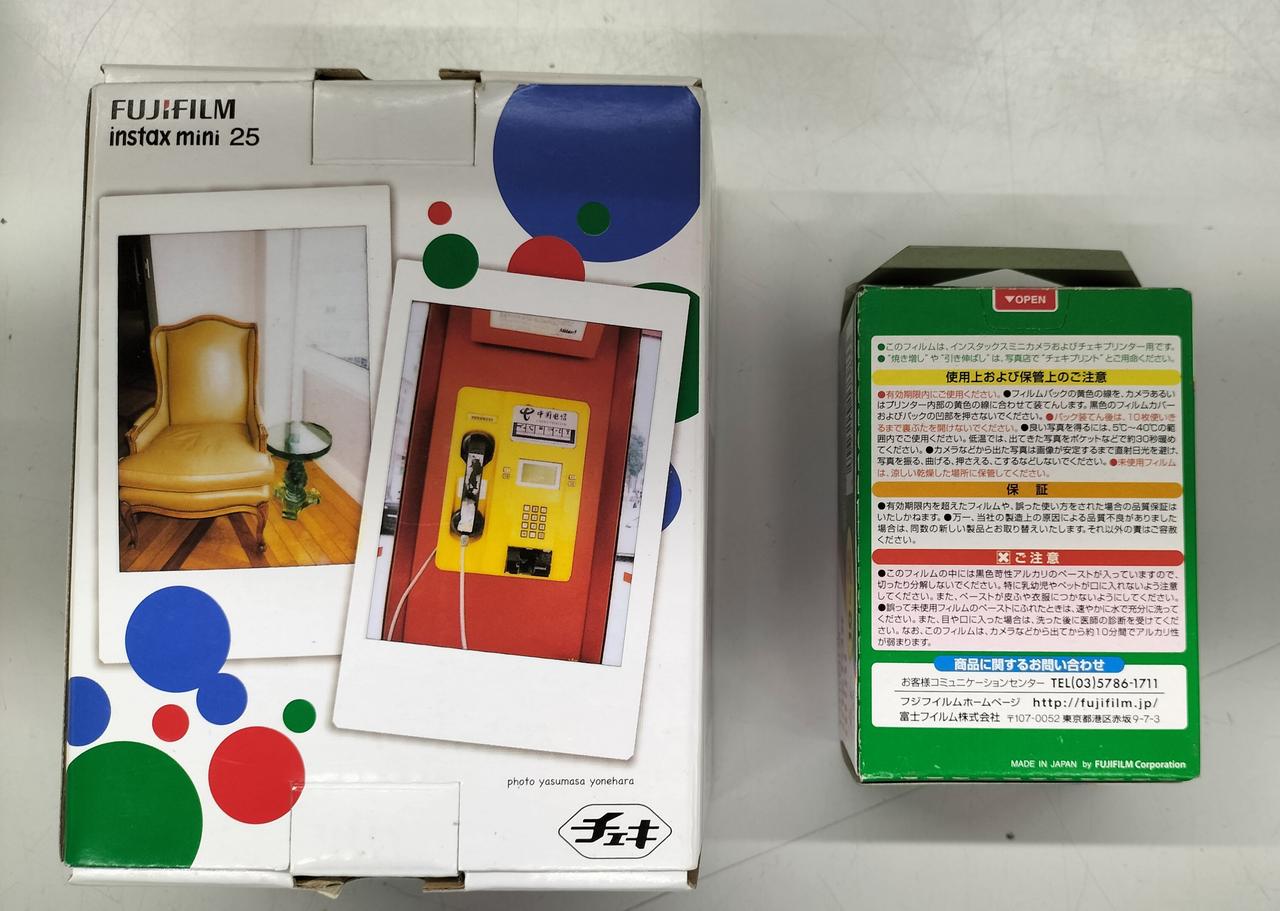 FUJIFILM
instax mini 25
中国电信
photo yasumasa yonehara
チェキ
▼OPEN
●このフィルムは、インスタックスミニカメラおよびチェキプリンター用です。
●"焼き増し"や"引き伸ばし"は、写真店で"チェキプリント"とご用命ください。
使用上および保管上のご注意
●有効期限内にご使用ください。●フィルムパックの黄色の線を、カメラあるい
はプリンター内部の黄色の線に合わせて装てんします。黒色のフィルムカバー
およびパックの凹部を押さないでください。●パック装てん後は、10枚使いき
るまで裏ぶたを開けないでください。●良い写真を得るには、5℃〜40℃の範
囲内でご使用ください。低温では、出てきた写真をポケットなどで約30秒暖め
てください。●カメラなどから出た写真は画像が安定するまで直射日光を避け、
写真を振る、曲げる、押さえる、こするなどしないでください。●未使用フィルム
は、涼しい乾燥した場所に保管してください。
保 証
●有効期限内を超えたフィルムや、誤った使い方をされた場合の品質保証は
いたしかねます。●万一、当社の製造上の原因による品質不良がありました
場合は、同数の新しい製品とお取り替えいたします。それ以外の責はご容赦
ください。
ご注意
●このフィルムの中には黒色苛性アルカリのペーストが入っていますので、
切ったり分解しないでください。特に乳幼児やペットが口に入れないよう注意
してください。また、ペーストが皮ふや衣服につかないようにしてください。
●誤って未使用フィルムのペーストにふれたときは、速やかに水で充分に洗って
ください。また、目や口に入った場合は、洗った後に医師の診断を受けてくだ
さい。なお、このフィルムは、カメラなどから出てから約10分間でアルカリ性
が弱まります。
商品に関するお問い合わせ
お客様コミュニケーションセンター TEL(03)5786-1711
フジフイルムホームページ http://fujifilm.jp/
富士フイルム株式会社 〒107-0052 東京都港区赤坂9-7-3
MADE IN JAPAN by FUJIFILM Corporation